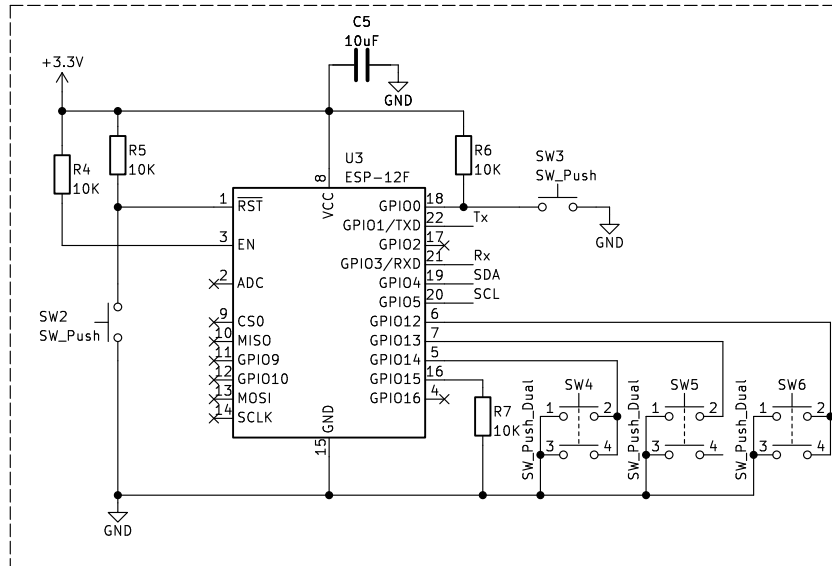 C5
10uF
GND
+3.3V
R4
10K
R5
10K
U3
ESP-12F
R6
10K
SW3
SW_Push
GND
8
VCC
1
RST
3
EN
2
ADC
9
CS0
10
MISO
11
GPIO9
12
GPIO10
13
MOSI
14
SCLK
15
GND
GPIO0
18
GPIO1/TXD
22
Tx
GPIO2
17
GPIO3/RXD
21
Rx
GPIO4
19
SDA
GPIO5
20
SCL
GPIO12
6
GPIO13
7
GPIO14
5
GPIO15
16
GPIO16
4
SW2
SW_Push
R7
10K
SW4
SW_Push_Dual
1
2
3
4
SW5
SW_Push_Dual
1
2
3
4
SW6
SW_Push_Dual
1
2
3
4
GND